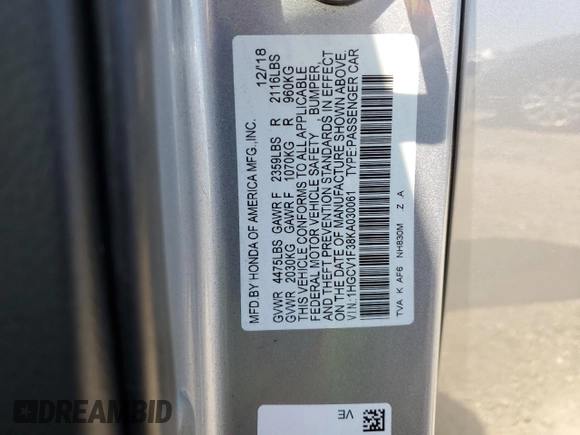 MFD BY HONDA OF AMERICA MFG.,INC. 12/'18
GVWR 4475LBS GAWR F 2359LBS R 2116LBS
GVWR 2030KG GAWR F 1070KG R 960KG
THIS VEHICLE CONFORMS TO ALL APPLICABLE
FEDERAL MOTOR VEHICLE SAFETY , BUMPER,
AND THEFT PREVENTION STANDARDS IN EFFECT
ON THE DATE OF MANUFACTURE SHOWN ABOVE.
V.I.N.:1HGCV1F38KA030061 TYPE:PASSENGER CAR
TVA K AF6 NH830M Z A
VE
DREAMBID